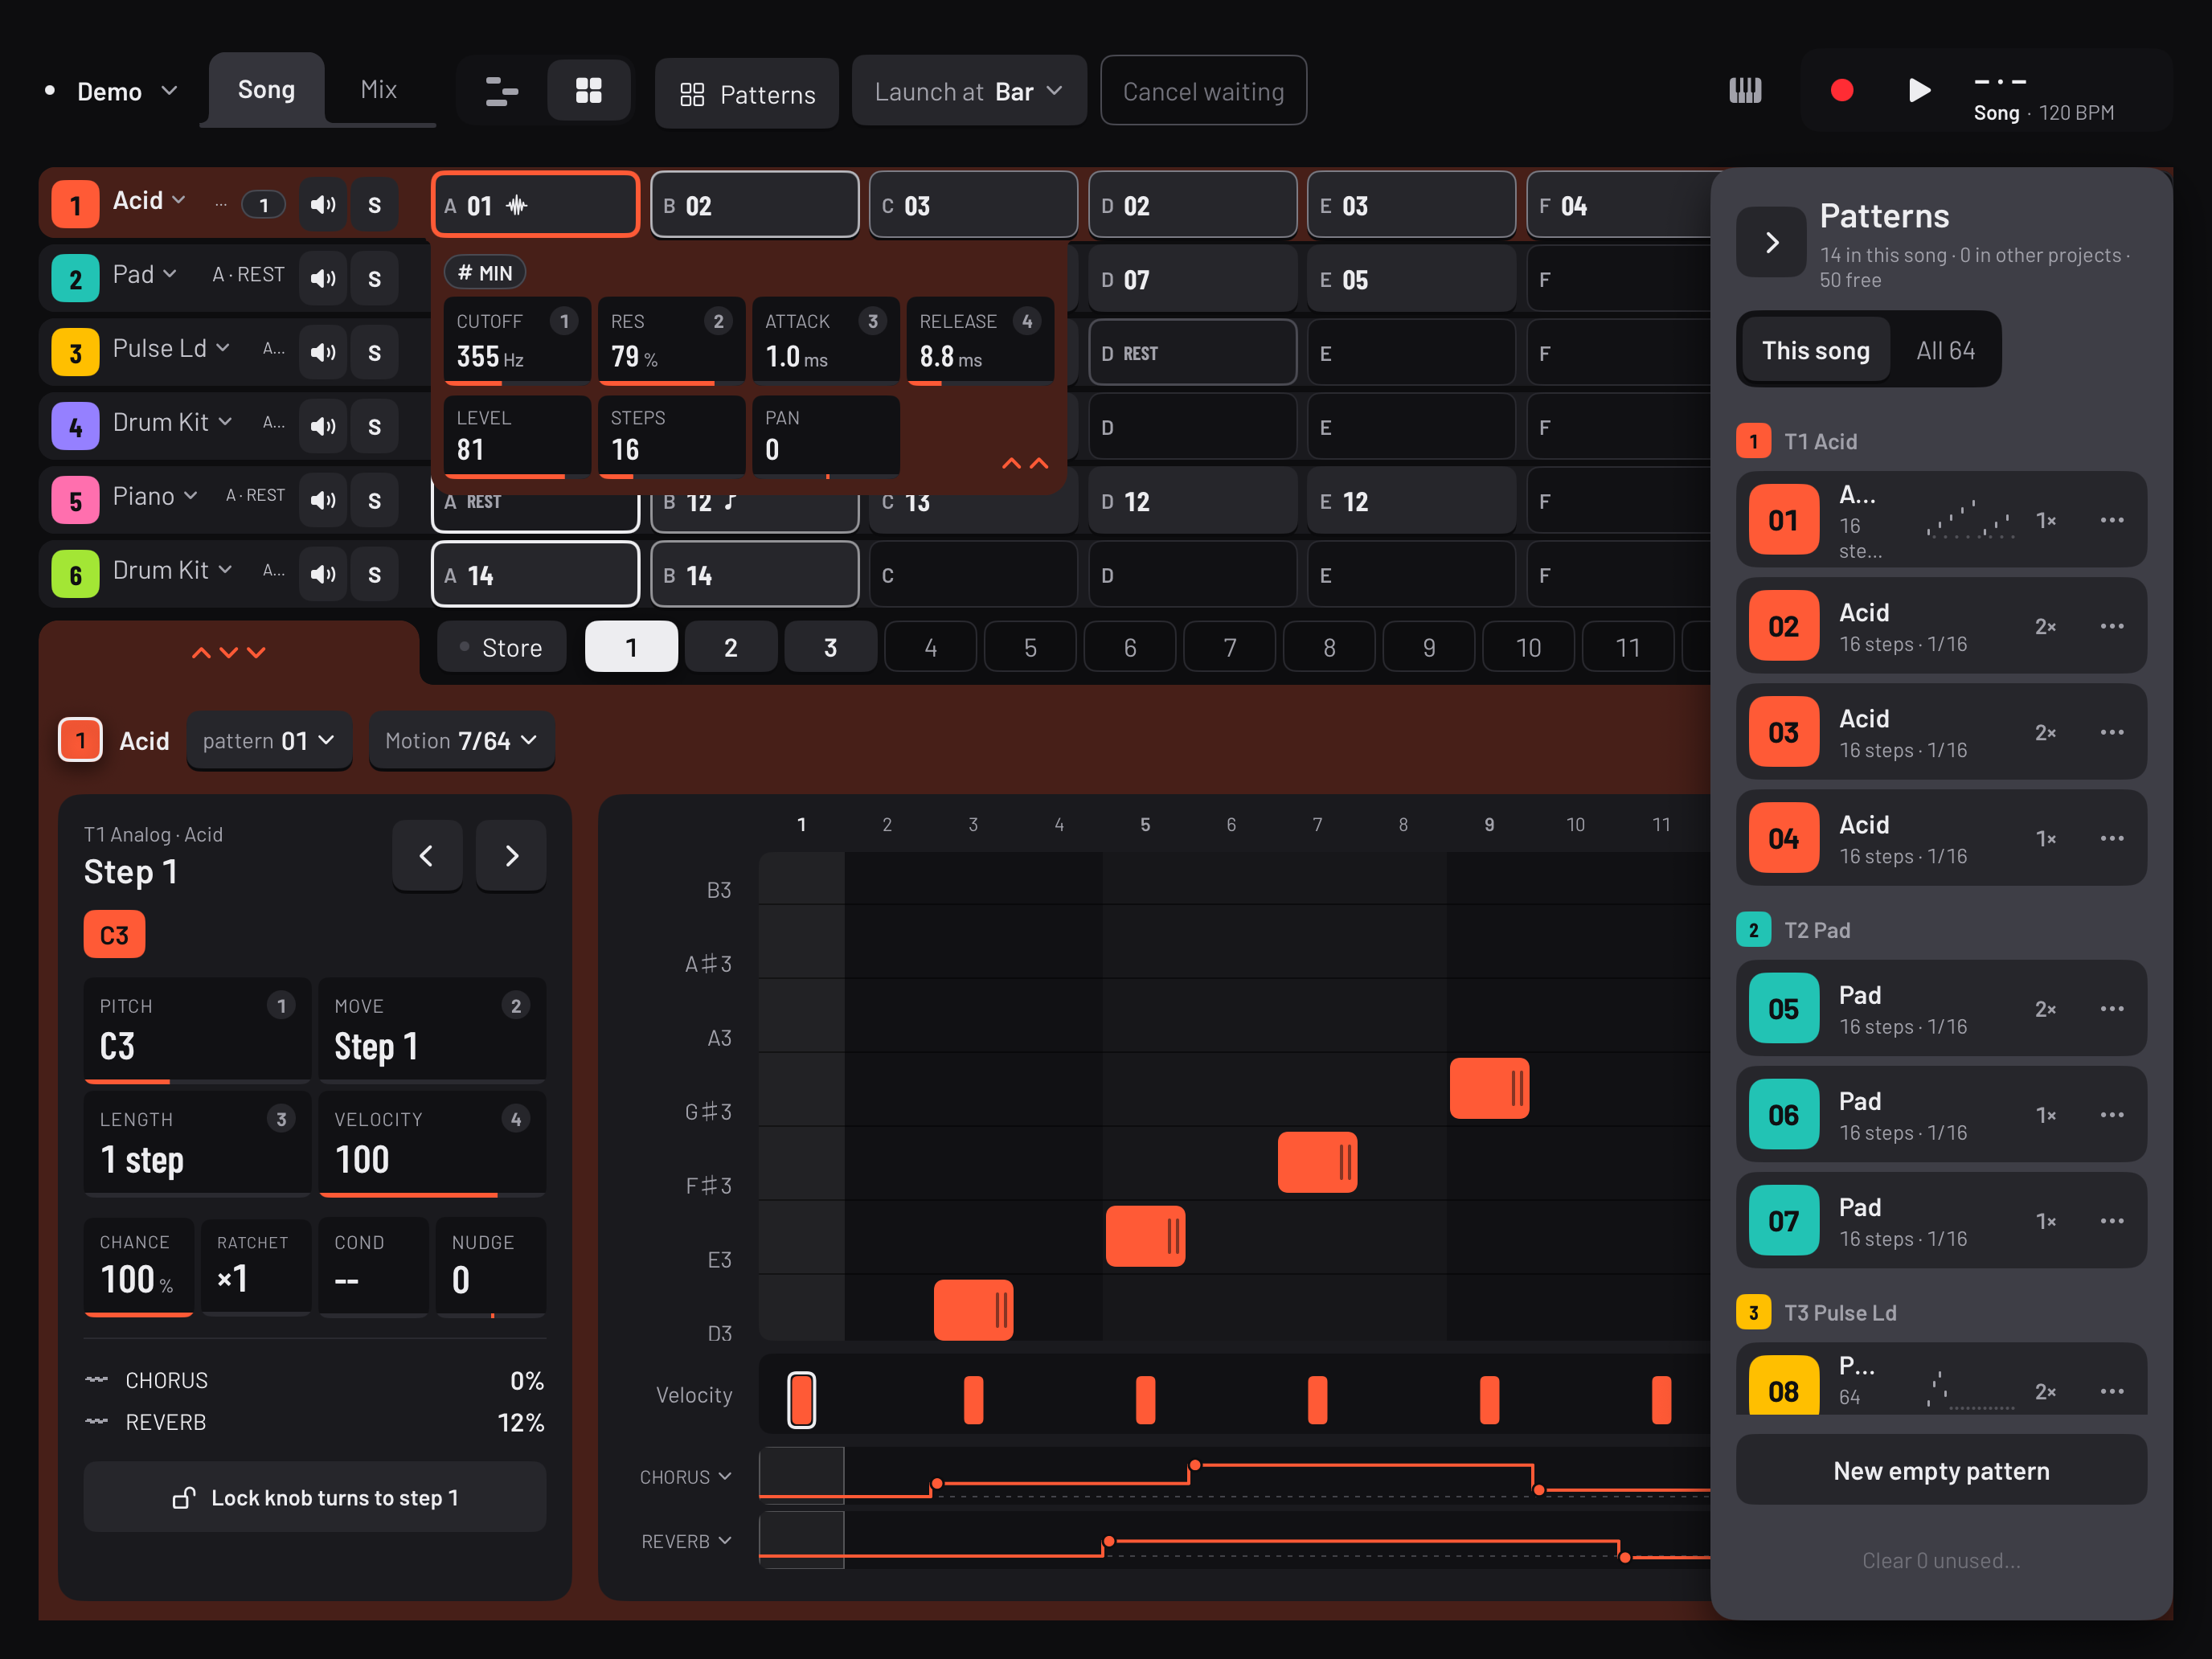 Demo
Song
Mix
Patterns
Launch at Bar
Cancel waiting
Song · 120 BPM
1 Acid ... 1 S
A 01
B 02
C 03
D 02
E 03
F 04
2 Pad A · REST S
D 07
E 05
F
3 Pulse Ld A... S
D REST
E
F
4 Drum Kit A... S
D
E
F
5 Piano A · REST S
A REST
B 12
C 13
D 12
E 12
F
6 Drum Kit A... S
A 14
B 14
C
D
E
F
# MIN
CUTOFF 1
355 Hz
RES 2
79 %
ATTACK 3
1.0 ms
RELEASE 4
8.8 ms
LEVEL
81
STEPS
16
PAN
0
Store 1 2 3 4 5 6 7 8 9 10 11
1 Acid
pattern 01
Motion 7/64
T1 Analog · Acid
Step 1
C3
PITCH 1
C3
MOVE 2
Step 1
LENGTH 3
1 step
VELOCITY 4
100
CHANCE
100 %
RATCHET
×1
COND
--
NUDGE
0
CHORUS 0%
REVERB 12%
Lock knob turns to step 1
1 2 3 4 5 6 7 8 9 10 11
B3
A♯3
A3
G♯3
F♯3
E3
D3
Velocity
CHORUS
REVERB
Patterns
14 in this song · 0 in other projects ·
50 free
This song
All 64
1 T1 Acid
01 A... 1×
16
ste...
02 Acid 2×
16 steps · 1/16
03 Acid 2×
16 steps · 1/16
04 Acid 1×
16 steps · 1/16
2 T2 Pad
05 Pad 2×
16 steps · 1/16
06 Pad 1×
16 steps · 1/16
07 Pad 1×
16 steps · 1/16
3 T3 Pulse Ld
08 P... 2×
64
New empty pattern
Clear 0 unused...